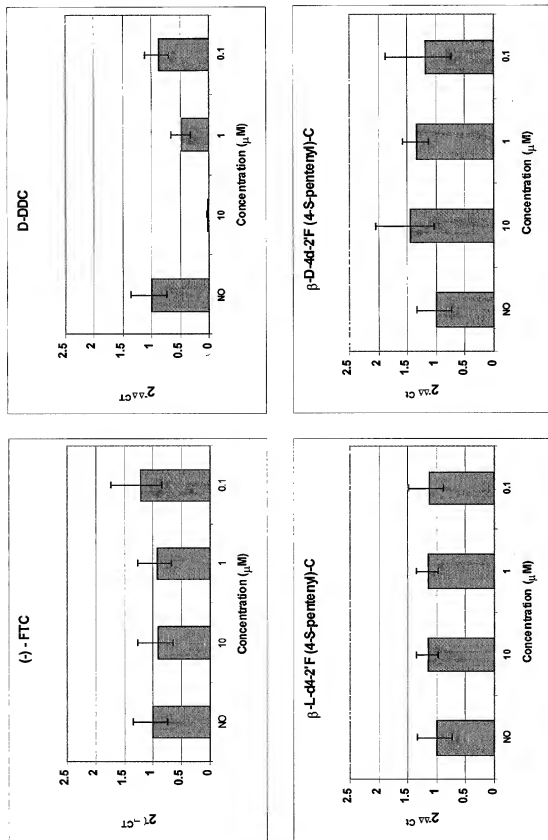 (-) - FTC
2.5
2
1.5
1
0.5
0
NO 10 1 0.1
Concentration (μM)
D-DDC
2.5
2
1.5
1
0.5
0
2^-ΔΔCT
NO 10 1 0.1
Concentration (μM)
β-L-d4-2'F (4-S-pentenyl)-C
2.5
2
1.5
1
0.5
0
2^-ΔΔ Ct
NO 10 1 0.1
Concentration (μM)
β-D-4d-2'F (4-S-pentenyl)-C
2.5
2
1.5
1
0.5
0
2^-ΔΔ Ct
NO 10 1 0.1
Concentration (μM)